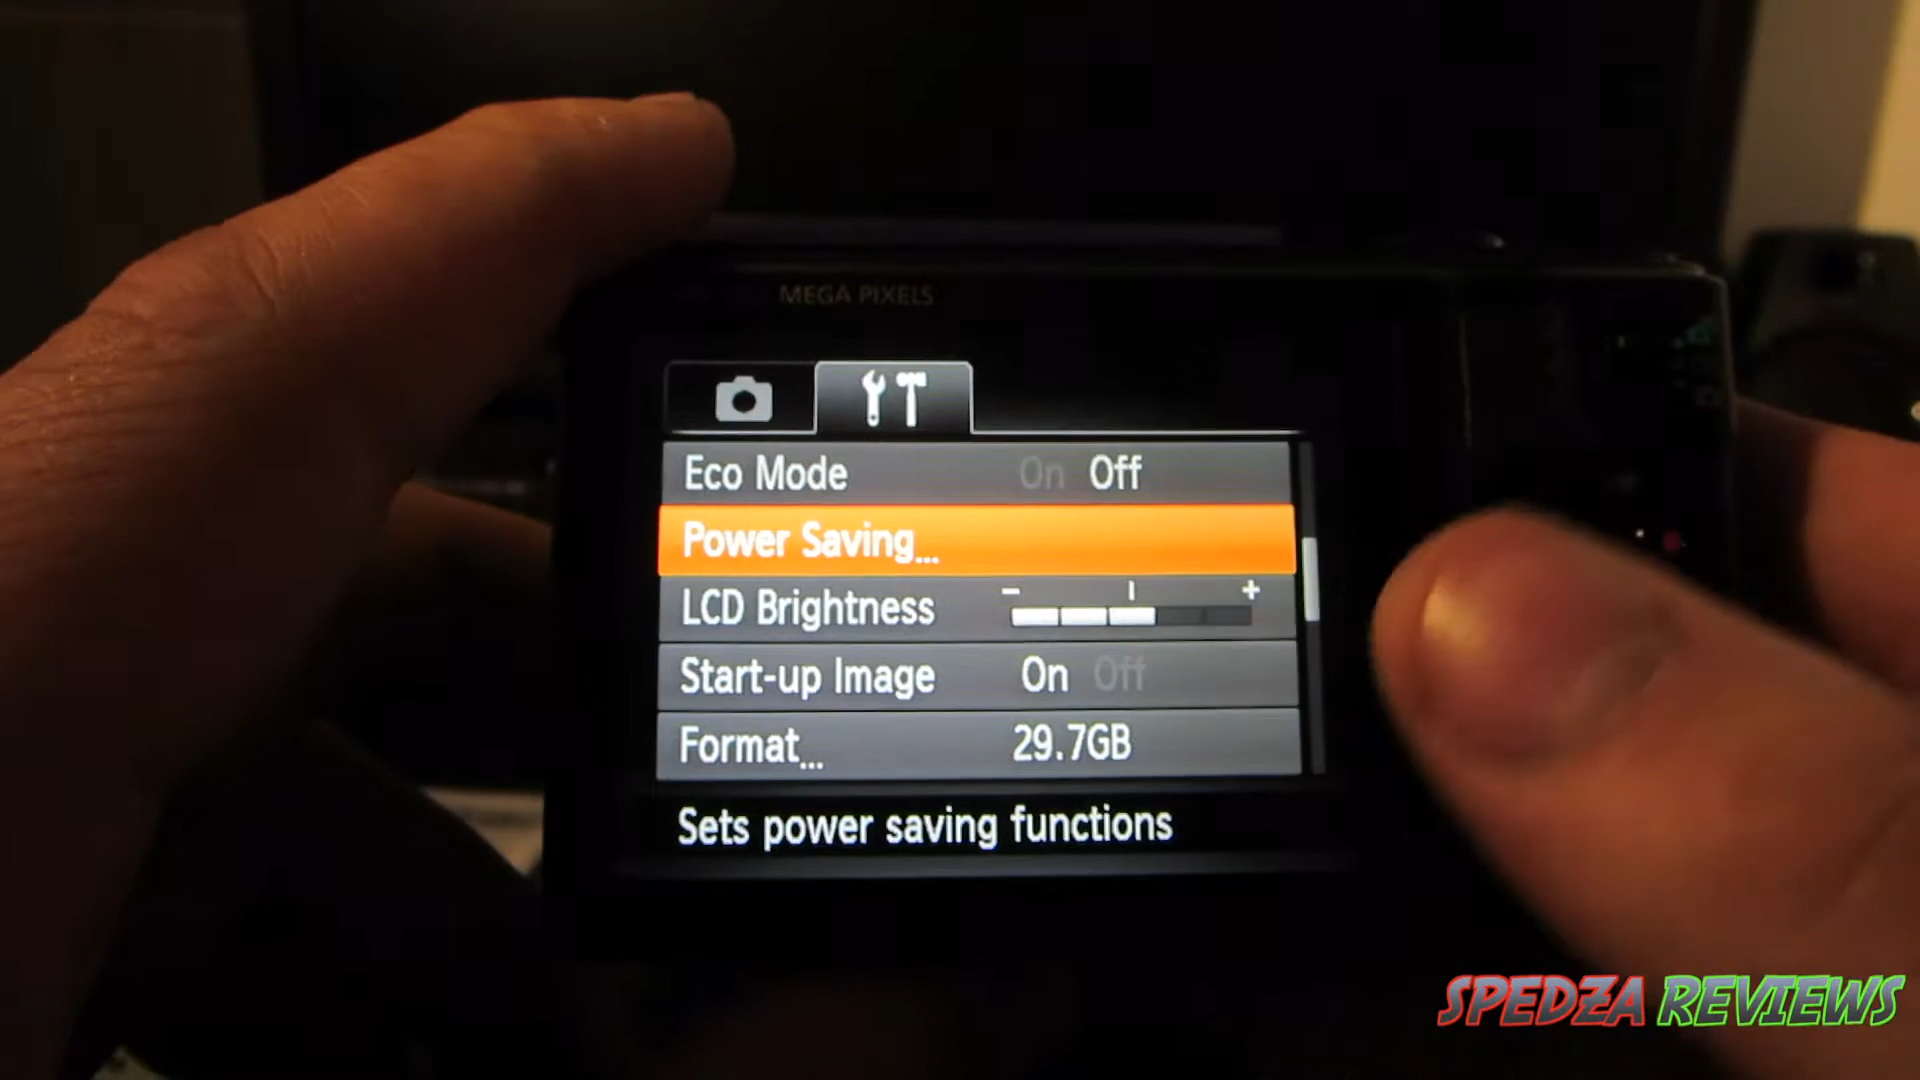 MEGA PIXELS
Eco Mode On Off
Power Saving...
LCD Brightness - +
Start-up Image On Off
Format... 29.7GB
Sets power saving functions
SPEDZA REVIEWS